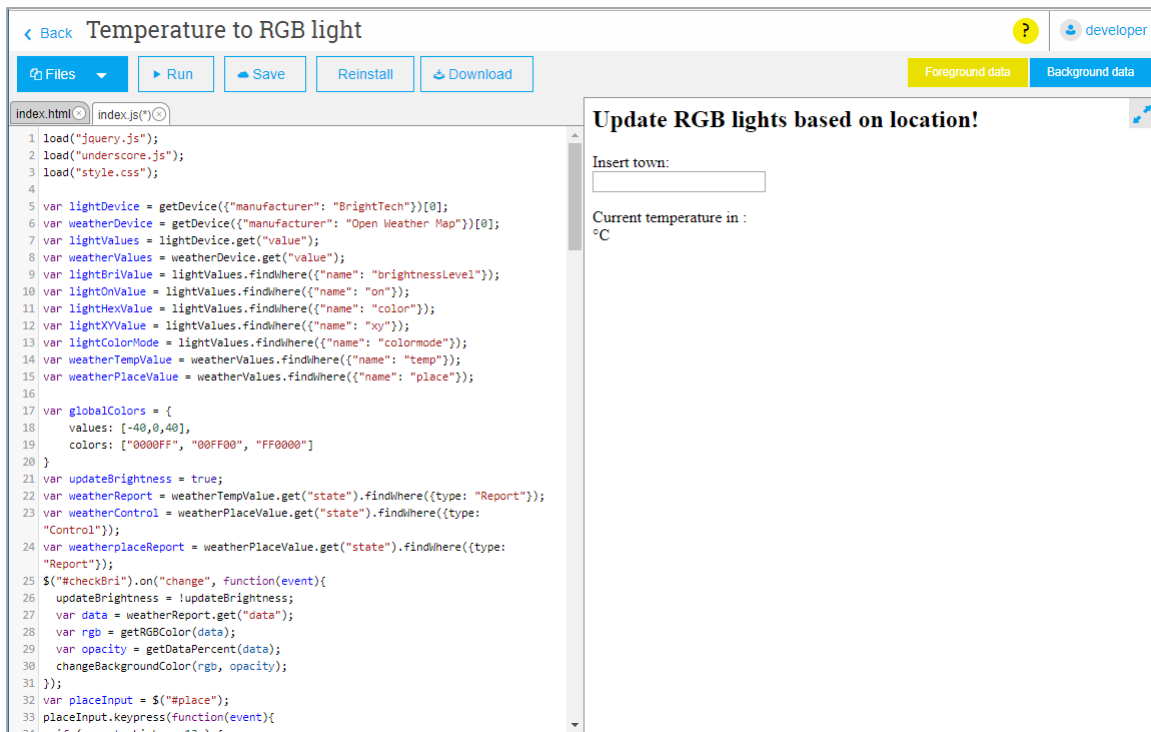 Back Temperature to RGB light
? developer
Files Run Save Reinstall Download Foreground data Background data
index.html index.js(*)
1 load("jquery.js");
2 load("underscore.js");
3 load("style.css");
4
5 var lightDevice = getDevice({"manufacturer": "BrightTech"})[0];
6 var weatherDevice = getDevice({"manufacturer": "Open Weather Map"})[0];
7 var lightValues = lightDevice.get("value");
8 var weatherValues = weatherDevice.get("value");
9 var lightBriValue = lightValues.findWhere({"name": "brightnessLevel"});
10 var lightOnValue = lightValues.findWhere({"name": "on"});
11 var lightHexValue = lightValues.findWhere({"name": "color"});
12 var lightXYValue = lightValues.findWhere({"name": "xy"});
13 var lightColorMode = lightValues.findWhere({"name": "colormode"});
14 var weatherTempValue = weatherValues.findWhere({"name": "temp"});
15 var weatherPlaceValue = weatherValues.findWhere({"name": "place"});
16
17 var globalColors = {
18 values: [-40,0,40],
19 colors: ["0000FF", "00FF00", "FF0000"]
20 }
21 var updateBrightness = true;
22 var weatherReport = weatherTempValue.get("state").findWhere({type: "Report"});
23 var weatherControl = weatherPlaceValue.get("state").findWhere({type:
"Control"});
24 var weatherplaceReport = weatherPlaceValue.get("state").findWhere({type:
"Report"});
25 $("#checkBri").on("change", function(event){
26 updateBrightness = !updateBrightness;
27 var data = weatherReport.get("data");
28 var rgb = getRGBColor(data);
29 var opacity = getDataPercent(data);
30 changeBackgroundColor(rgb, opacity);
31 });
32 var placeInput = $("#place");
33 placeInput.keypress(function(event){
Update RGB lights based on location!
Insert town:
Current temperature in :
°C